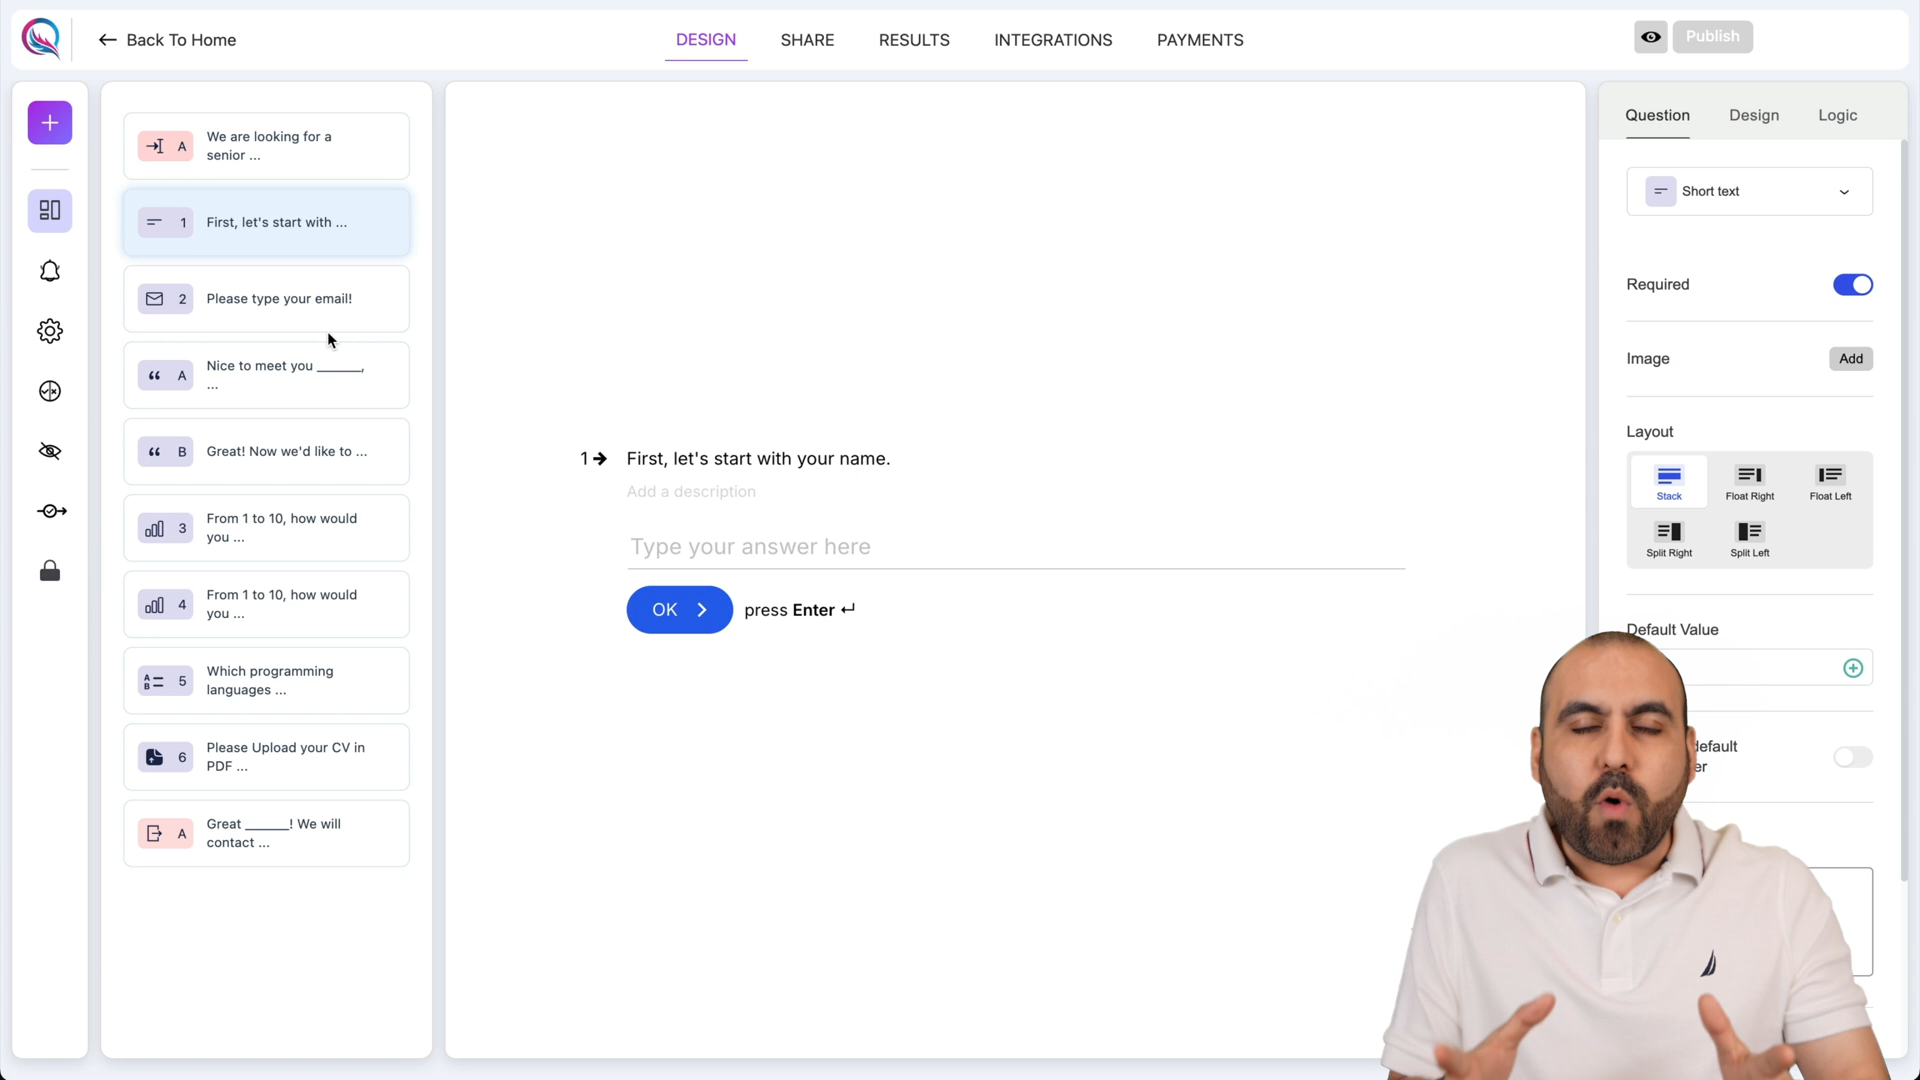 Back To Home
DESIGN
SHARE
RESULTS
INTEGRATIONS
PAYMENTS
Publish
A
We are looking for a
senior ...
1
First, let's start with ...
2
Please type your email!
A
Nice to meet you ______,
...
B
Great! Now we'd like to ...
3
From 1 to 10, how would
you ...
4
From 1 to 10, how would
you ...
5
Which programming
languages ...
6
Please Upload your CV in
PDF ...
A
Great ______! We will
contact ...
1 First, let's start with your name.
Add a description
Type your answer here
OK
press Enter
Question
Design
Logic
Short text
Required
Image
Add
Layout
Stack
Float Right
Float Left
Split Right
Split Left
Default Value
default